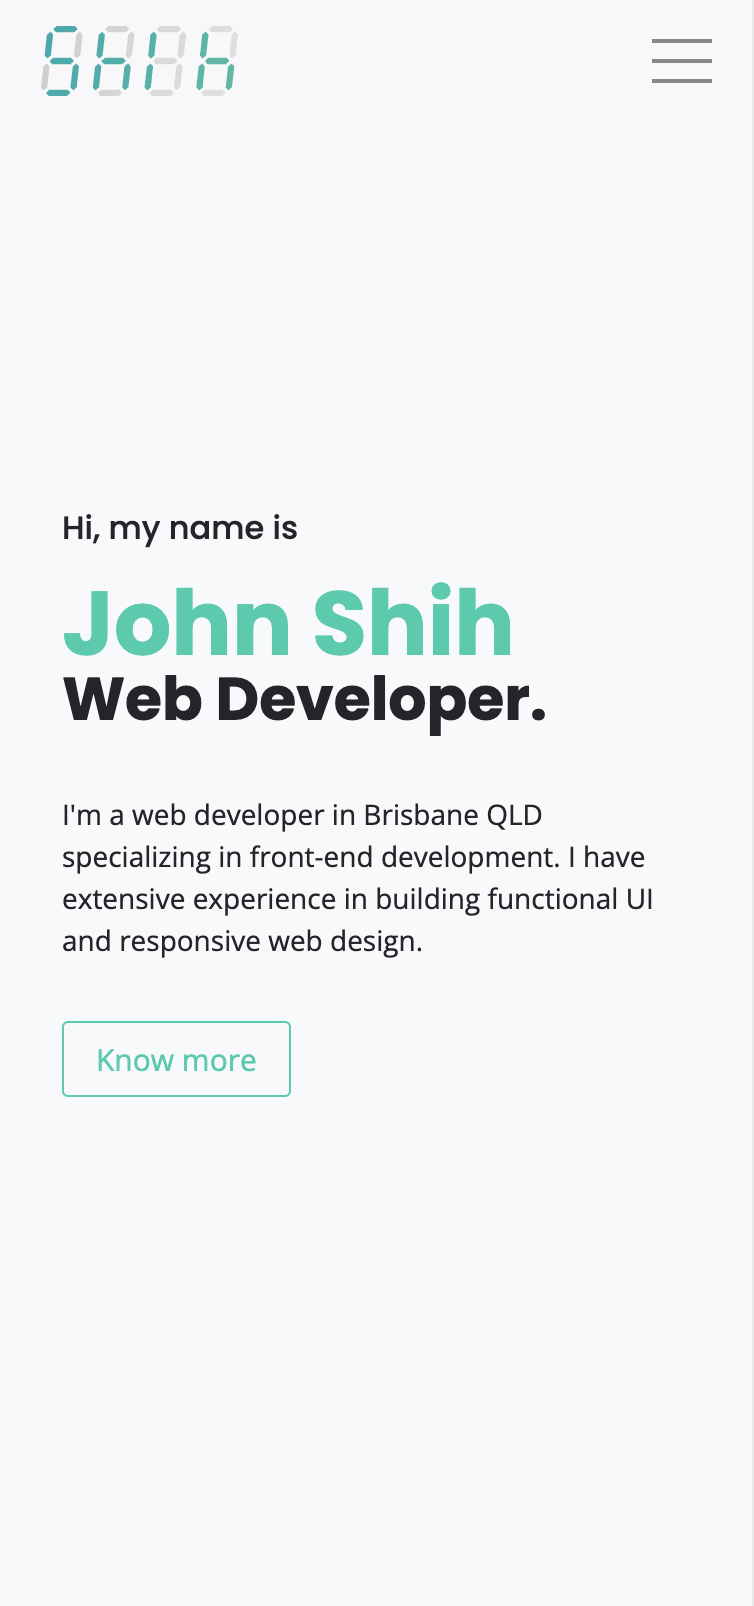 SHIh
Hi, my name is
John Shih
Web Developer.
I'm a web developer in Brisbane QLD
specializing in front-end development. I have
extensive experience in building functional UI
and responsive web design.
Know more